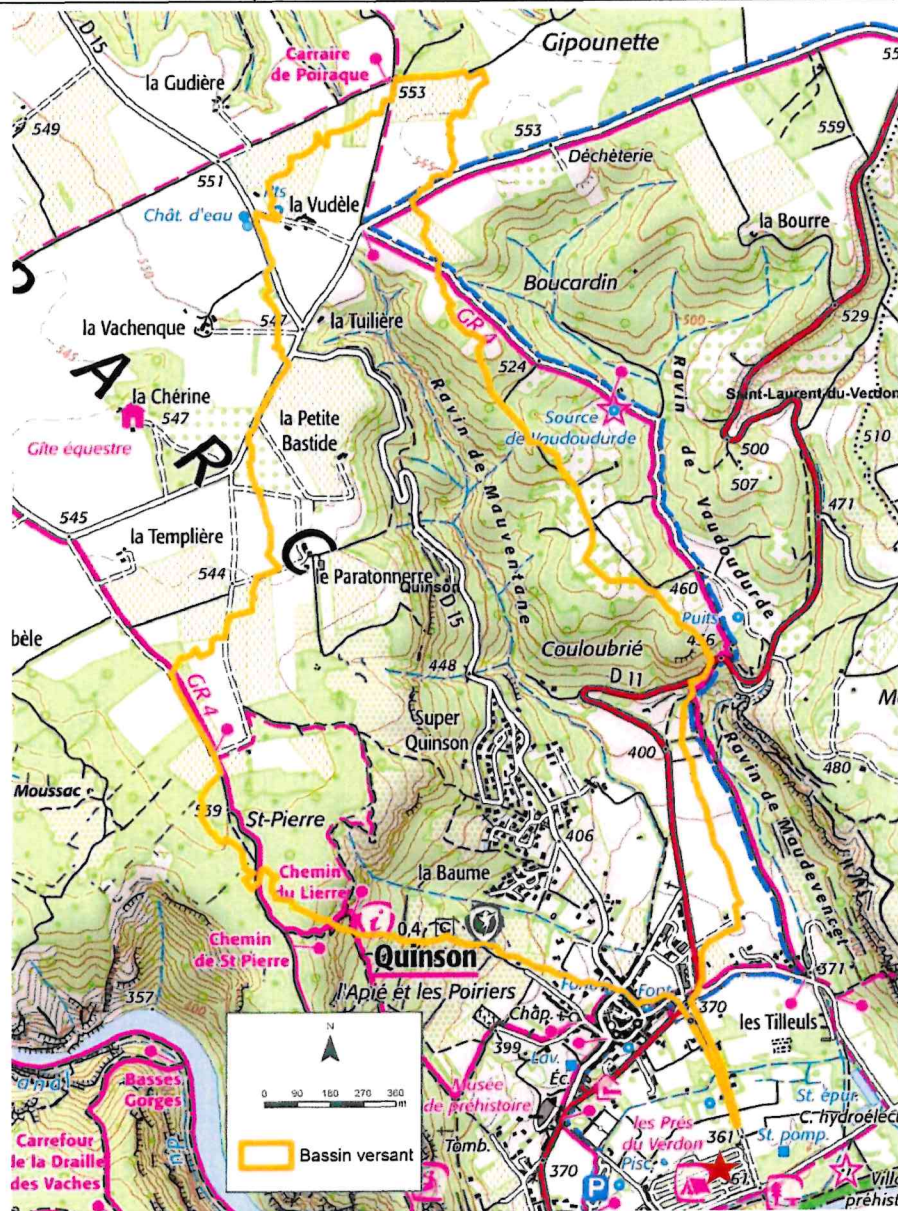 D 15
Gipounette
Carraire
de Poiraque
la Gudière
553
549
553
559
551
Déchèterie
Pts
la Vudèle
Chât. d'eau
la Bourre
550
Boucardin
500
529
547
la Vachenque
la Tuilière
GR 4
524
545
Ravin de Mauventane
Ravin de Vaudoudurde
Saint-Laurent-du-Verdon
la Chérine
547
la Petite
Bastide
Source
de Vaudoudurde
500
510
507
Gîte équestre
P A R C
471
545
la Templière
544
le Paratonnerre
Quinson
D 15
460
Puits
Couloubrié
448
D 11
GR 4
Super
Quinson
400
480
Moussac
539
St-Pierre
Ravin de Maudevencet
406
la Baume
Chemin
du Lierre
0,4
Chemin
de St Pierre
Quinson
371
l'Apié et les Poiriers
Font.
370
357
Chap.
les Tilleuls
N
399
Lav.
Éc.
St. épur.
Basses
Gorges
0 90 180 270 360
m
Musée
de préhistoire
C. hydroélec
les Prés
du Verdon
361
St. pomp.
Carrefour
de la Draille
des Vaches
Bassin versant
Tomb.
370
Pisc.
P
préhist